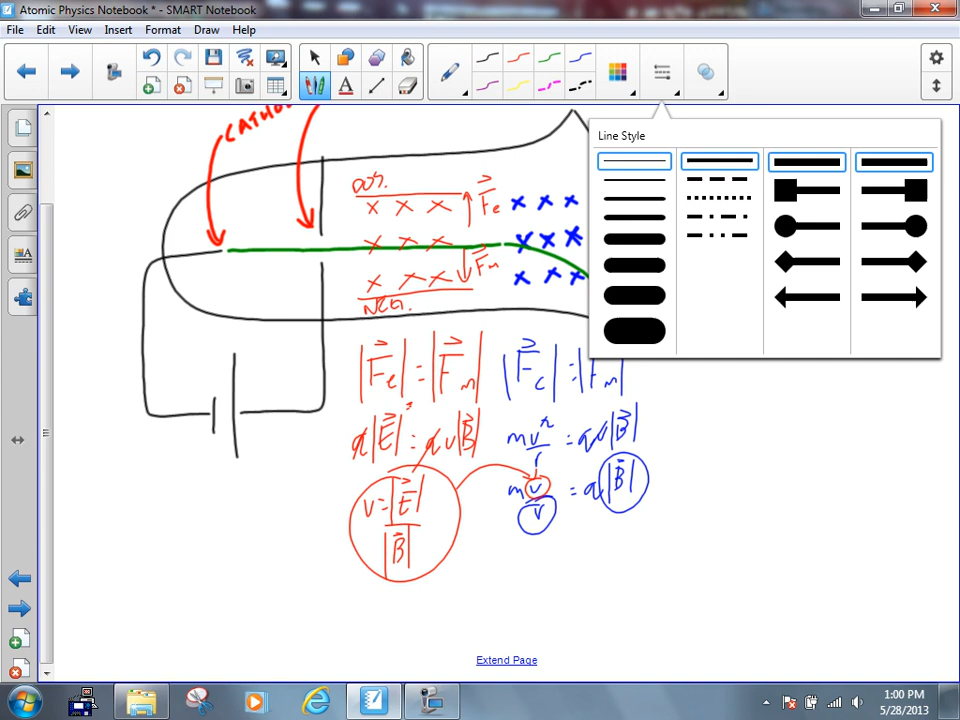 Atomic Physics Notebook * - SMART Notebook
File Edit View Insert Format Draw Help
Line Style
POS.
x x x
F⃗e
x x x
x x x
x x x
F⃗m
x x x
x x x
NEG.
|F⃗e| = |F⃗m|
|F⃗c| = |F⃗m|
q|E⃗| = qv|B⃗|
mv²/r = qv|B⃗|
v = |E⃗|/|B⃗|
mv/r = q|B⃗|
Extend Page
1:00 PM
5/28/2013